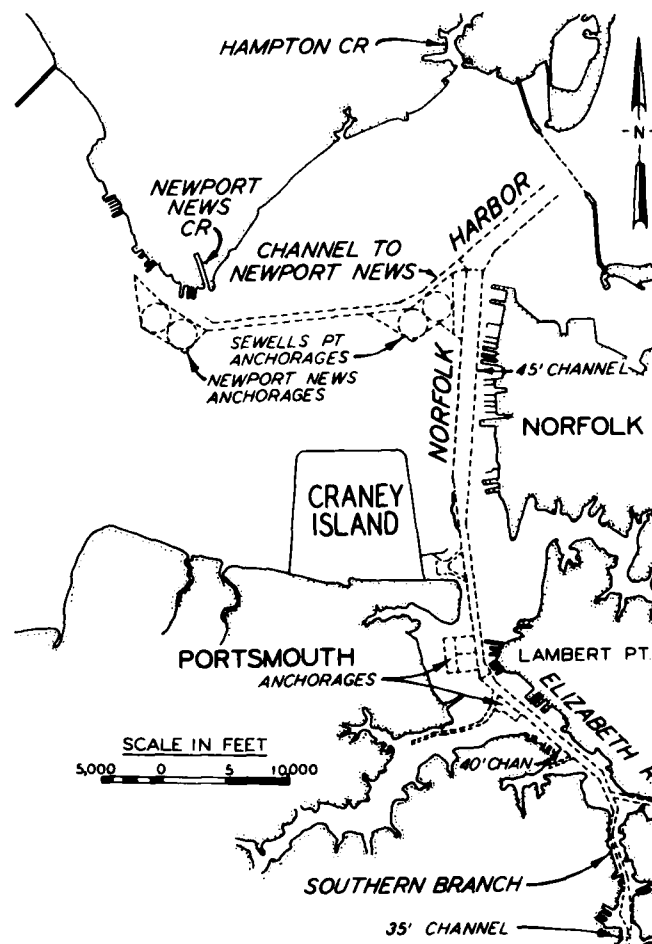 HAMPTON CR
N
NEWPORT
NEWS
CR
HARBOR
CHANNEL TO
NEWPORT NEWS
SEWELLS PT
ANCHORAGES
NEWPORT NEWS
ANCHORAGES
NORFOLK
45' CHANNEL
NORFOLK
CRANEY
ISLAND
PORTSMOUTH
ANCHORAGES
LAMBERT PT.
ELIZABETH R
SCALE IN FEET
5,000 0 5 10,000
40' CHAN
SOUTHERN BRANCH
35' CHANNEL